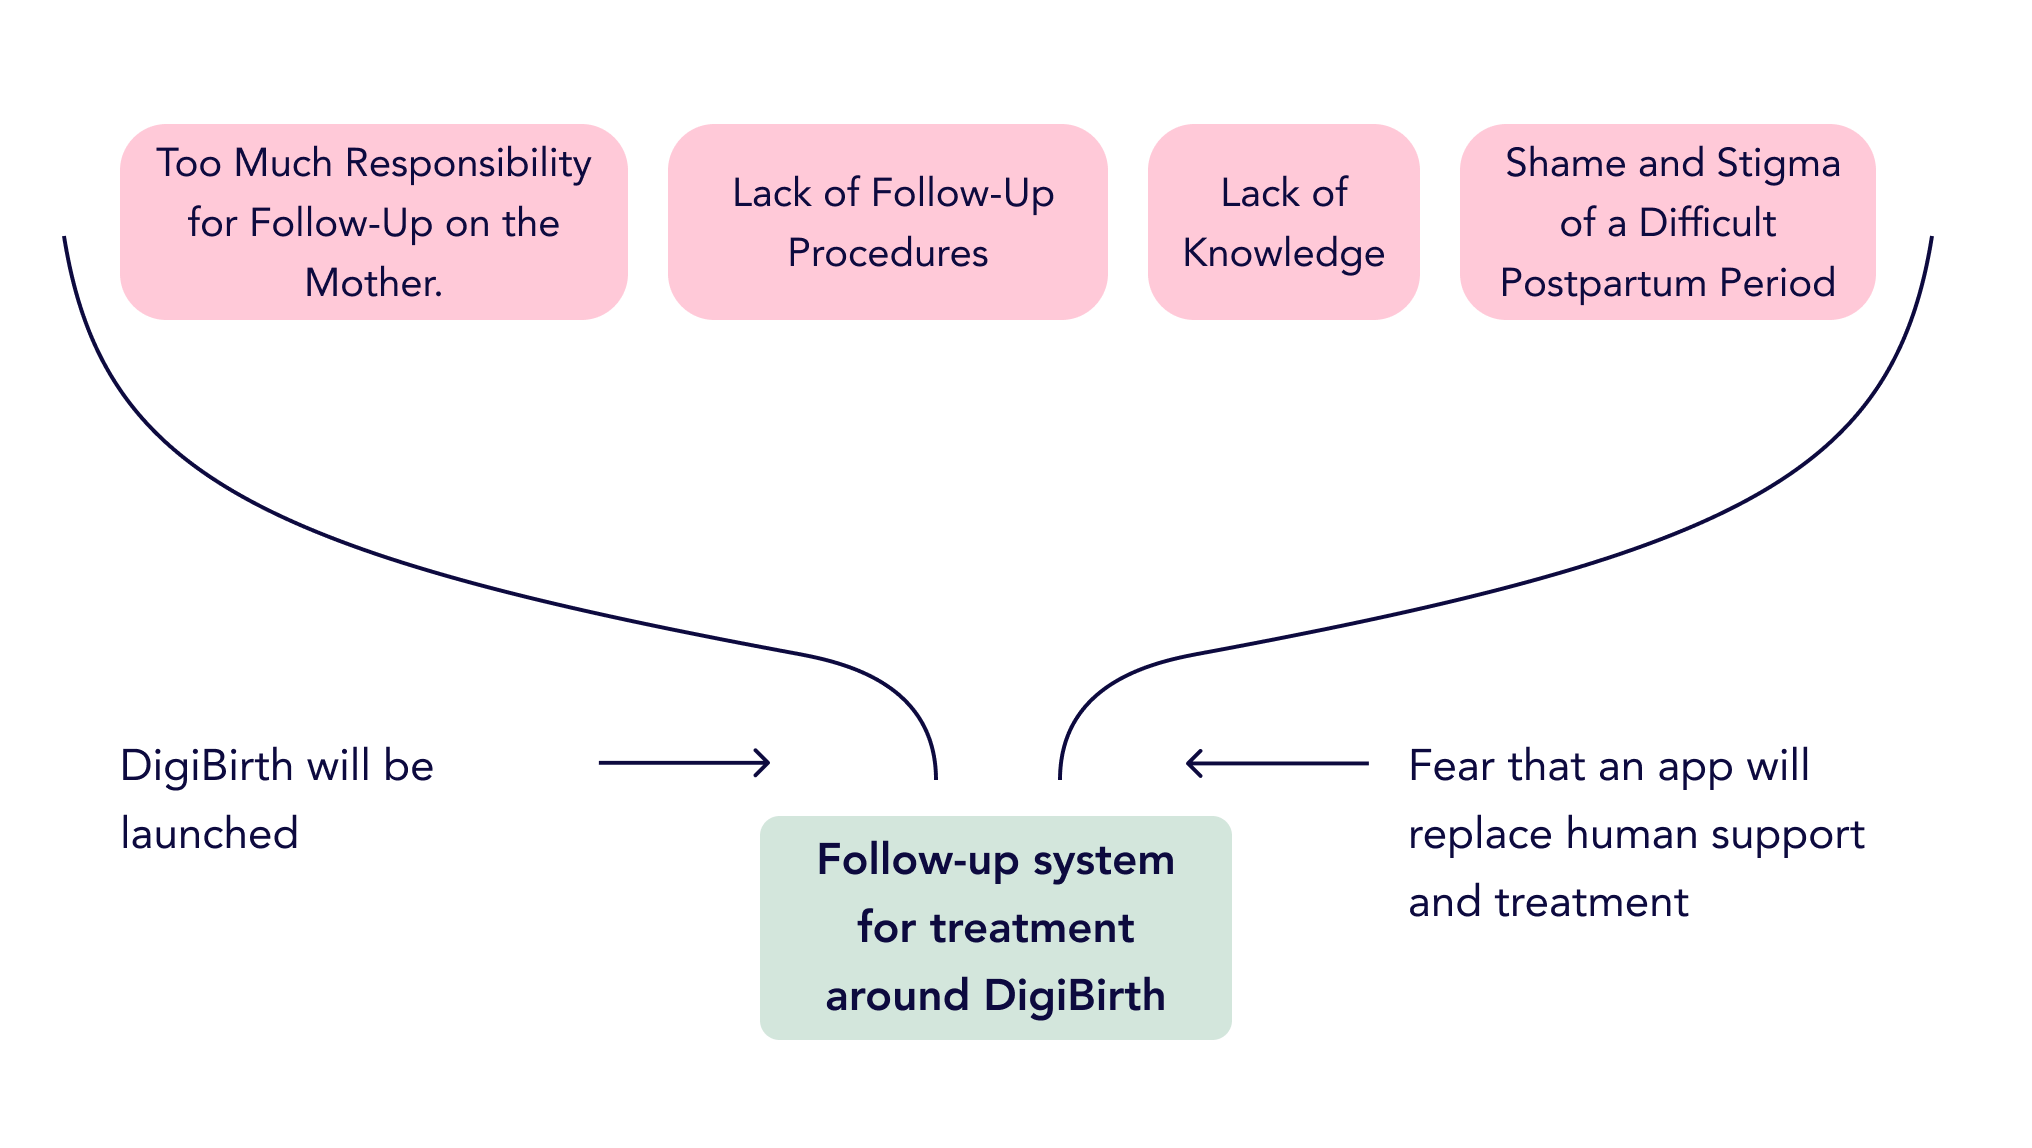 Too Much Responsibility
for Follow-Up on the
Mother.
Lack of Follow-Up
Procedures
Lack of
Knowledge
Shame and Stigma
of a Difficult
Postpartum Period
DigiBirth will be
launched
Fear that an app will
replace human support
and treatment
Follow-up system
for treatment
around DigiBirth